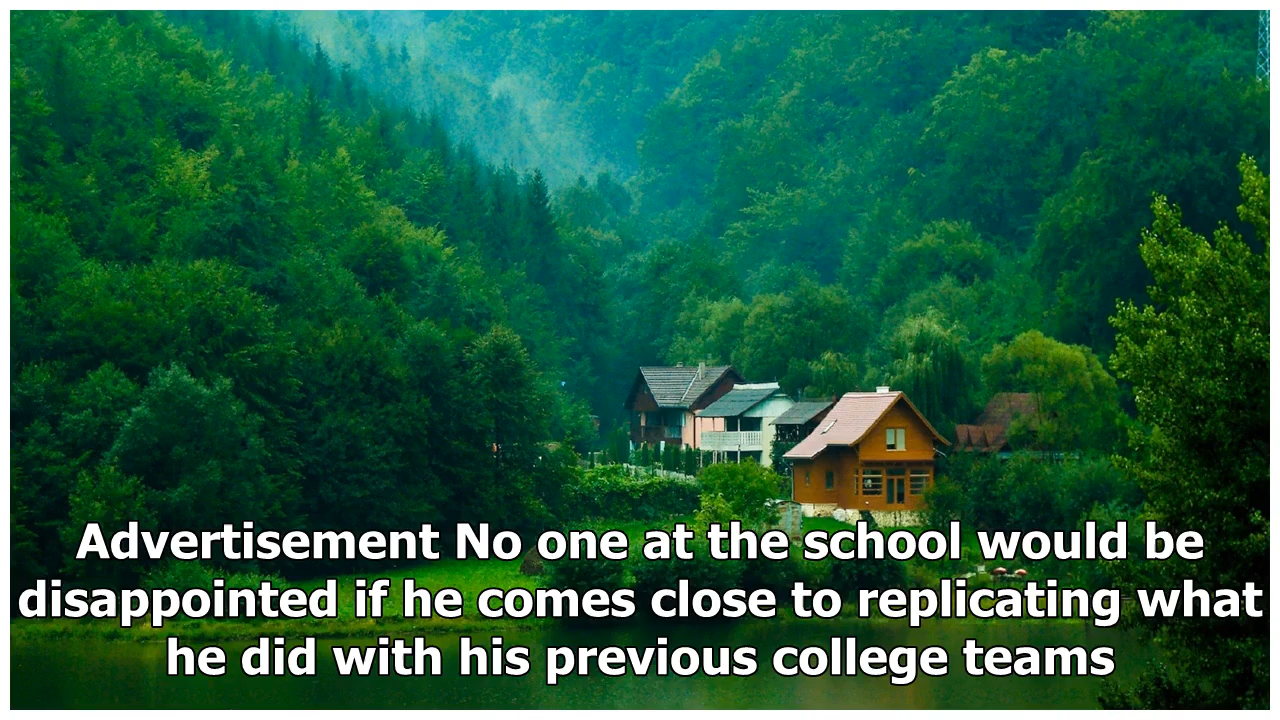 Advertisement No one at the school would be
disappointed if he comes close to replicating what
he did with his previous college teams